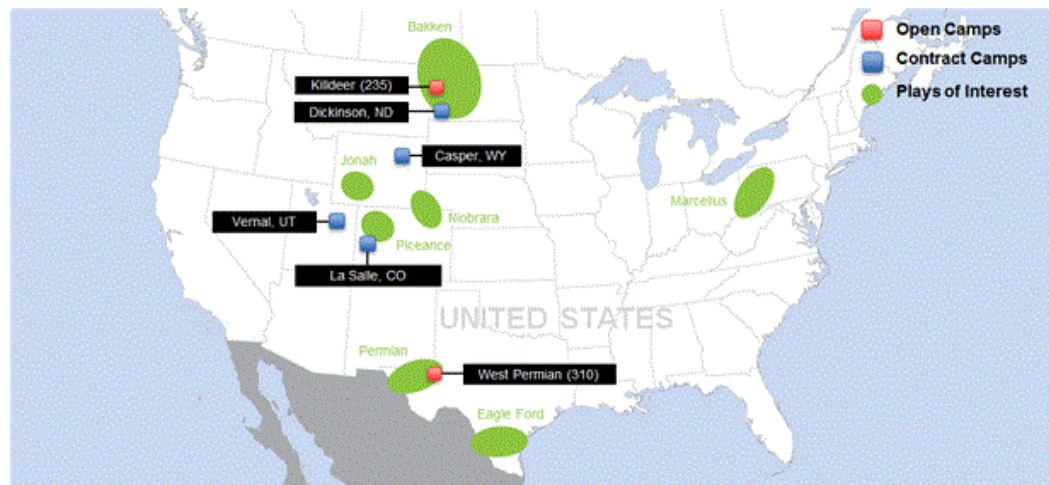 Bakken
Open Camps
Contract Camps
Plays of Interest
Killdeer (235)
Dickinson, ND
Casper, WY
Jonah
Marcellus
Vernal, UT
Niobrara
Piceance
La Salle, CO
UNITED STATES
Permian
West Permian (310)
Eagle Ford